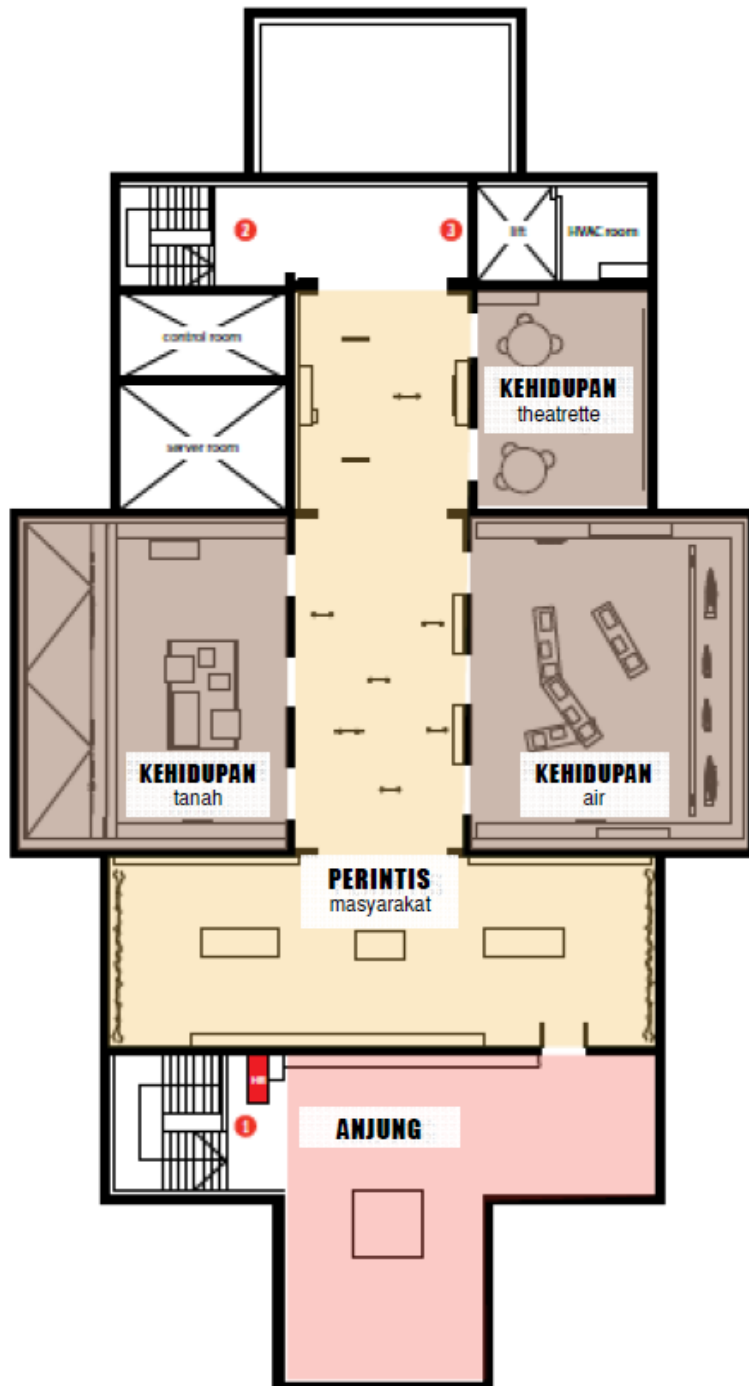 2
3
lift
HVAC room
control room
KEHIDUPAN
theatrette
server room
KEHIDUPAN
tanah
KEHIDUPAN
air
PERINTIS
masyarakat
HR
1
ANJUNG